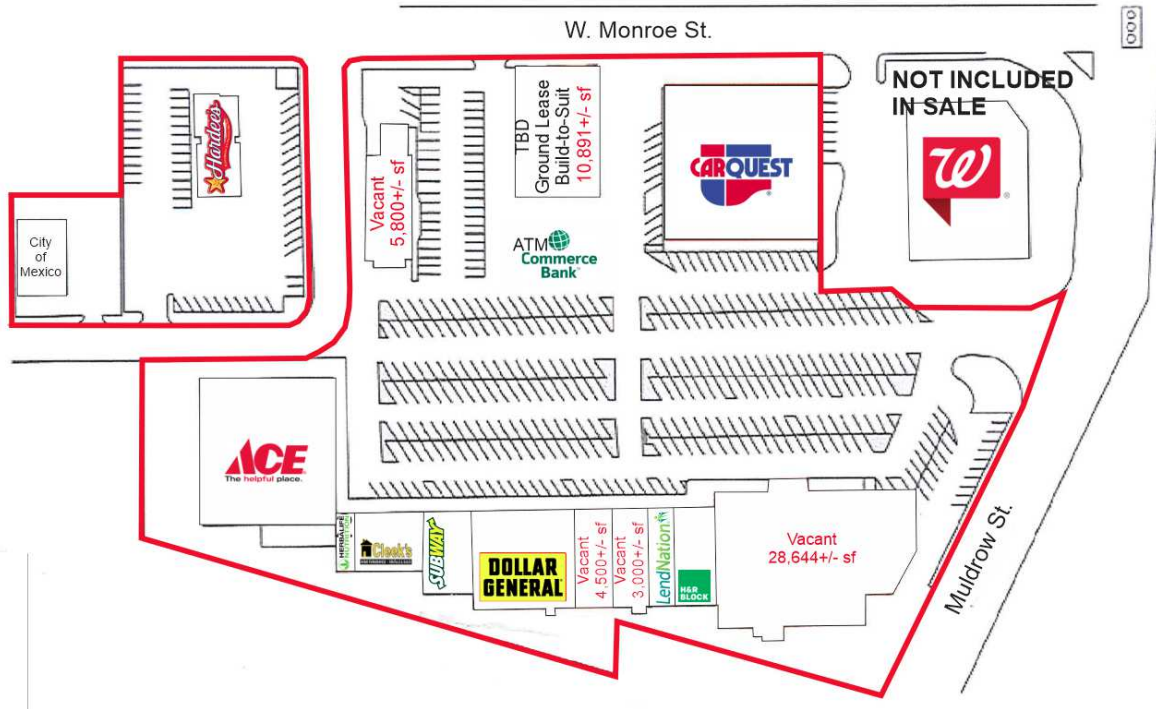 W. Monroe St.
NOT INCLUDED
IN SALE
Hardee's
TBD
Ground Lease
Build-to-Suit
10,891+/- sf
CARQUEST
W
Vacant
5,800+/- sf
City
of
Mexico
ATM
Commerce
Bank
ACE
The helpful place.
HERBALIFE
NUTRITION
Cleek's
SUBWAY
DOLLAR
GENERAL
Vacant
4,500+/- sf
Vacant
3,000+/- sf
LendNation
H&R
BLOCK
Vacant
28,644+/- sf
Muldrow St.